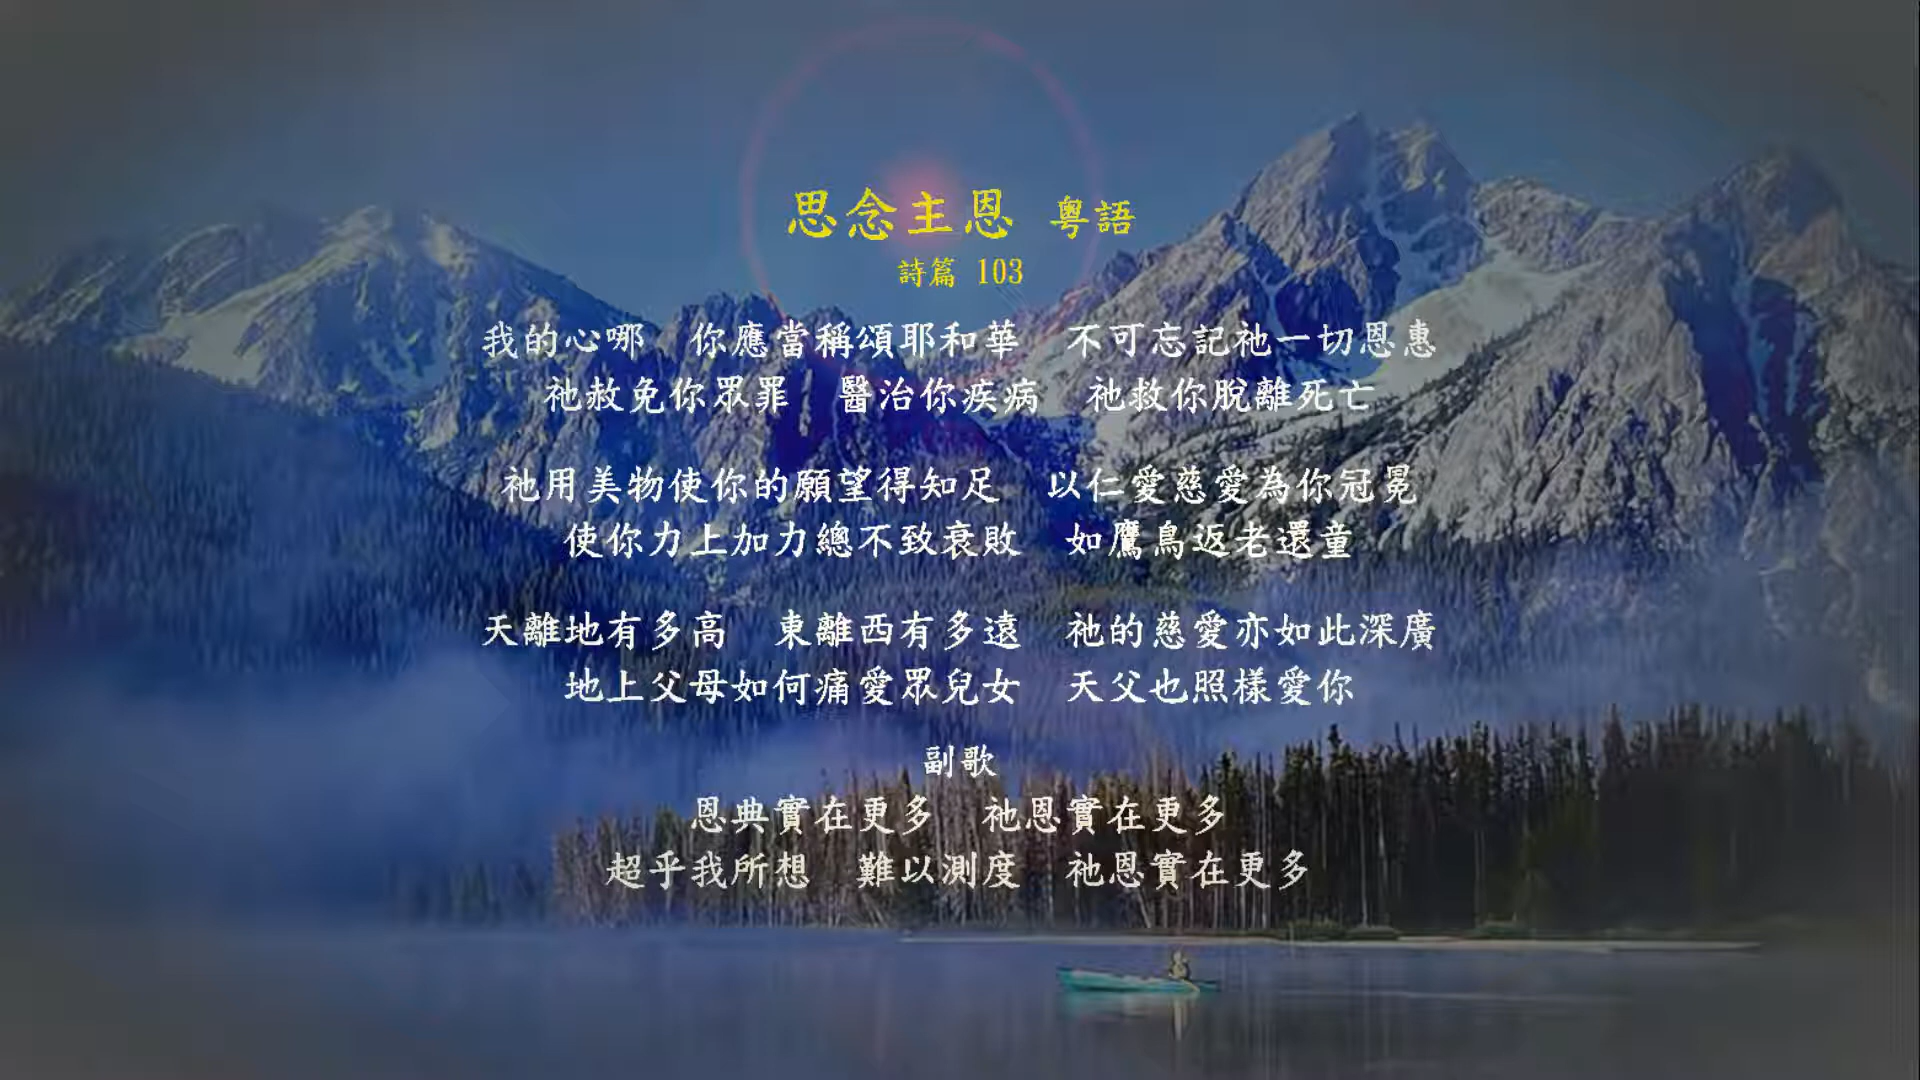 思念主恩 粵語
詩篇 103
我的心哪 你應當稱頌耶和華 不可忘記祂一切恩惠
祂赦免你眾罪 醫治你疾病 祂救你脫離死亡
祂用美物使你的願望得知足 以仁愛慈愛為你冠冕
使你力上加力總不致衰敗 如鷹鳥返老還童
天離地有多高 東離西有多遠 祂的慈愛亦如此深廣
地上父母如何痛愛眾兒女 天父也照樣愛你
副歌
恩典實在更多 祂恩實在更多
超乎我所想 難以測度 祂恩實在更多